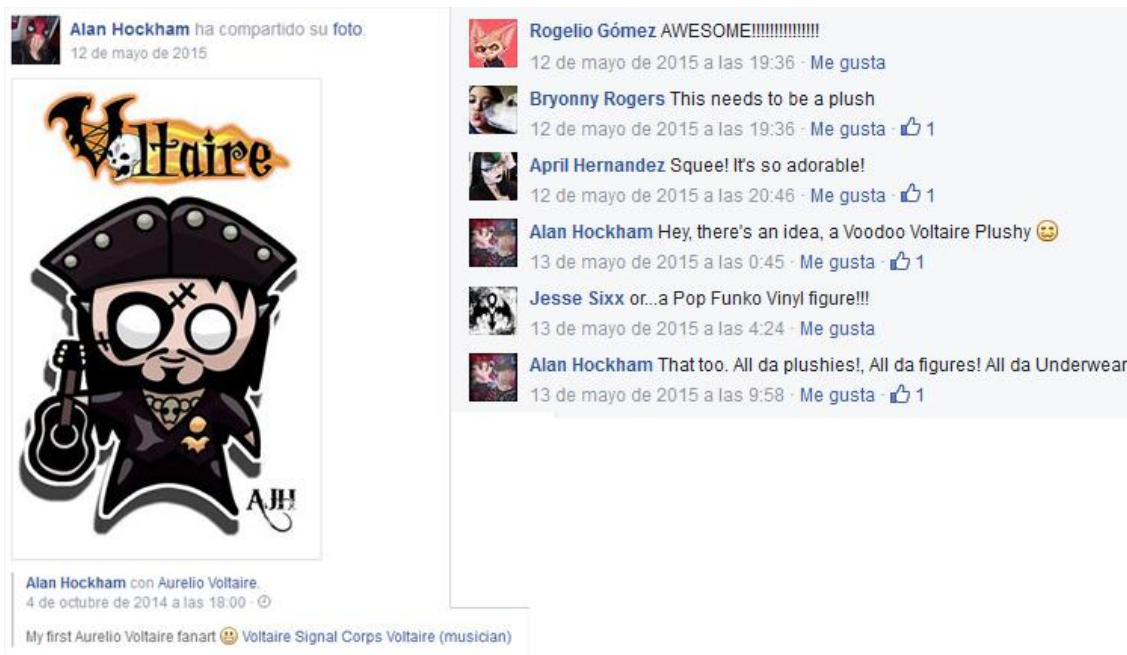 Alan Hockham ha compartido su foto.
12 de mayo de 2015
Voltaire
AJH
Alan Hockham con Aurelio Voltaire.
4 de octubre de 2014 a las 18:00 ·
My first Aurelio Voltaire fanart Voltaire Signal Corps Voltaire (musician)
Rogelio Gómez AWESOME!!!!!!!!!!!!!!!
12 de mayo de 2015 a las 19:36 · Me gusta
Bryonny Rogers This needs to be a plush
12 de mayo de 2015 a las 19:36 · Me gusta · 1
April Hernandez Squee! It's so adorable!
12 de mayo de 2015 a las 20:46 · Me gusta · 1
Alan Hockham Hey, there's an idea, a Voodoo Voltaire Plushy
13 de mayo de 2015 a las 0:45 · Me gusta · 1
Jesse Sixx or...a Pop Funko Vinyl figure!!!
13 de mayo de 2015 a las 4:24 · Me gusta
Alan Hockham That too. All da plushies!, All da figures! All da Underwear
13 de mayo de 2015 a las 9:58 · Me gusta · 1